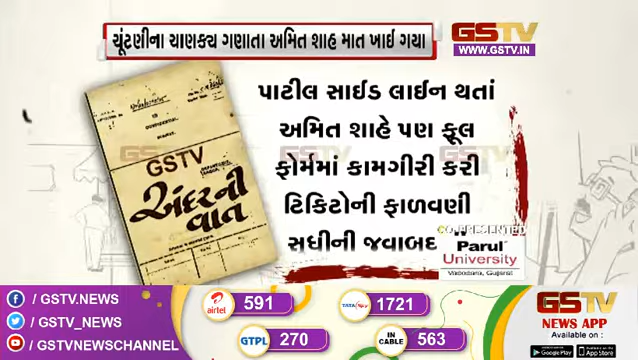 ચૂંટણીના ચાણક્ય ગણાતા અમિત શાહ માત ખાઈ ગયા
GSTV
WWW.GSTV.IN
CONFIDENTIAL
GSTV
અંદરની
વાત
પાટીલ સાઈડ લાઈન થતાં
અમિત શાહે પણ ફૂલ
ફોર્મમાં કામગીરી કરી
ટિકિટોની ફાળવણી
સુધીની જવાબદ
CO-PRESENTED
Parul®
University
Vadodara, Gujarat
/ GSTV.NEWS
/ GSTV_NEWS
/ GSTVNEWSCHANNEL
airtel 591
TATA Play 1721
GTPL 270
IN CABLE 563
GSTV
NEWS APP
Available on :
Google Play
App Store